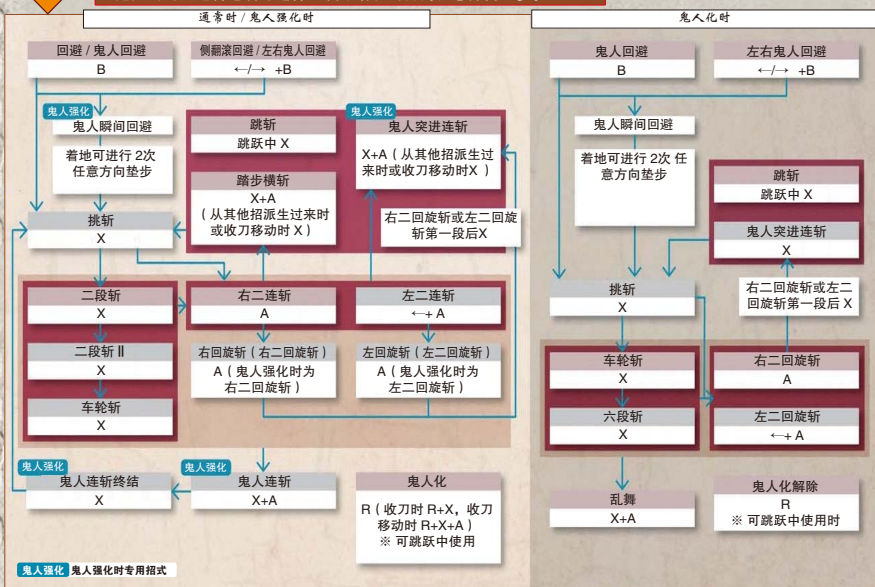 通常时 / 鬼人强化时
回避 / 鬼人回避
B
侧翻滚回避 / 左右鬼人回避
←/→ +B
鬼人强化
鬼人瞬间回避
着地可进行 2次
任意方向垫步
跳斩
跳跃中 X
踏步横斩
X+A
（从其他招派生过来时
或收刀移动时 X）
鬼人强化
鬼人突进连斩
X+A（从其他招派生过
来时或收刀移动时X）
右二回旋斩或左二回旋
斩第一段后X
挑斩
X
二段斩
X
二段斩Ⅱ
X
车轮斩
X
右二连斩
A
左二连斩
←+ A
右回旋斩（右二回旋斩）
A（鬼人强化时为
右二回旋斩）
左回旋斩（左二回旋斩）
A（鬼人强化时为
左二回旋斩）
鬼人强化
鬼人连斩终结
X
鬼人强化
鬼人连斩
X+A
鬼人化
R（收刀时 R+X，收刀
移动时 R+X+A）
※ 可跳跃中使用
鬼人强化 鬼人强化时专用招式
鬼人化时
鬼人回避
B
左右鬼人回避
←/→ +B
鬼人瞬间回避
着地可进行 2次 任
意方向垫步
跳斩
跳跃中 X
鬼人突进连斩
X
右二回旋斩或左二
回旋斩第一段后 X
挑斩
X
车轮斩
X
六段斩
X
右二回旋斩
A
左二回旋斩
←+ A
乱舞
X+A
鬼人化解除
R
※ 可跳跃中使用时